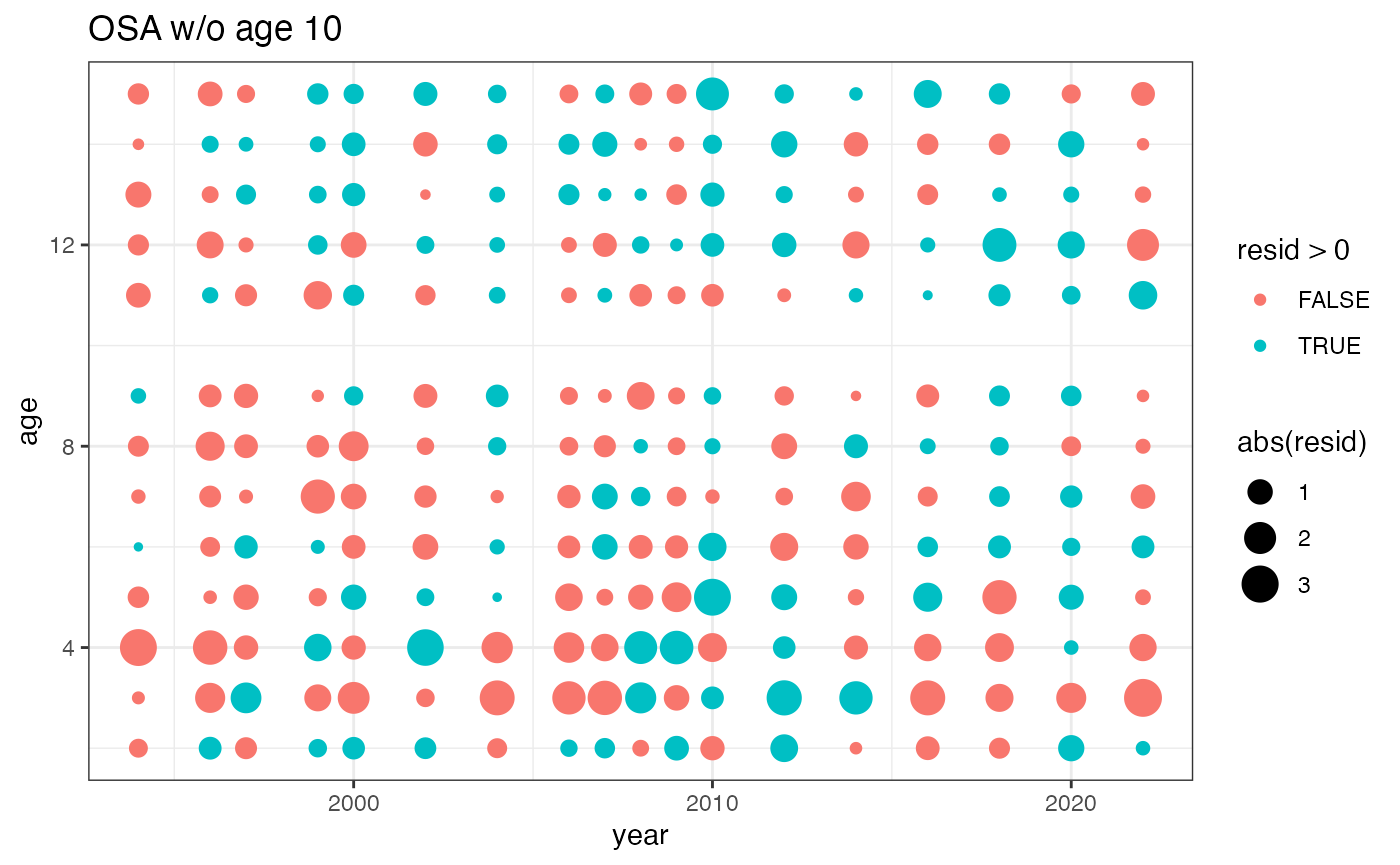 OSA w/o age 10
12
8
4
age
2000
2010
2020
year
resid > 0
FALSE
TRUE
abs(resid)
1
2
3